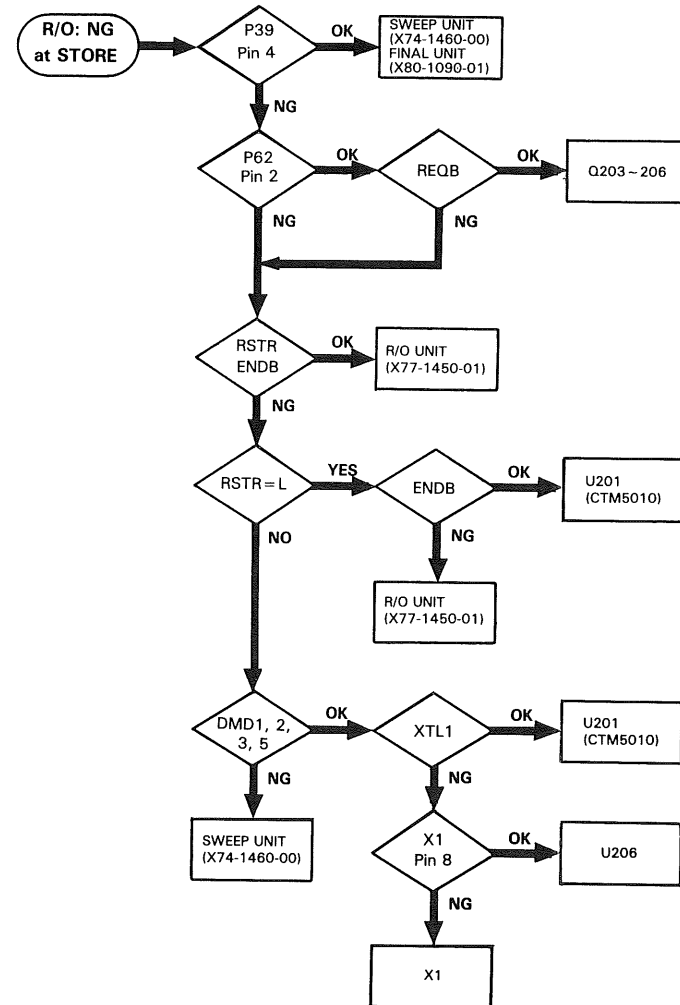 R/O: NG
at STORE
P39
Pin 4
OK
SWEEP UNIT
(X74-1460-00)
FINAL UNIT
(X80-1090-01)
NG
P62
Pin 2
OK
REQB
OK
Q203~206
NG
NG
RSTR
ENDB
OK
R/O UNIT
(X77-1450-01)
NG
RSTR=L
YES
ENDB
OK
U201
(CTM5010)
NO
NG
R/O UNIT
(X77-1450-01)
DMD1, 2,
3, 5
OK
XTL1
OK
U201
(CTM5010)
NG
NG
SWEEP UNIT
(X74-1460-00)
X1
Pin 8
OK
U206
NG
X1